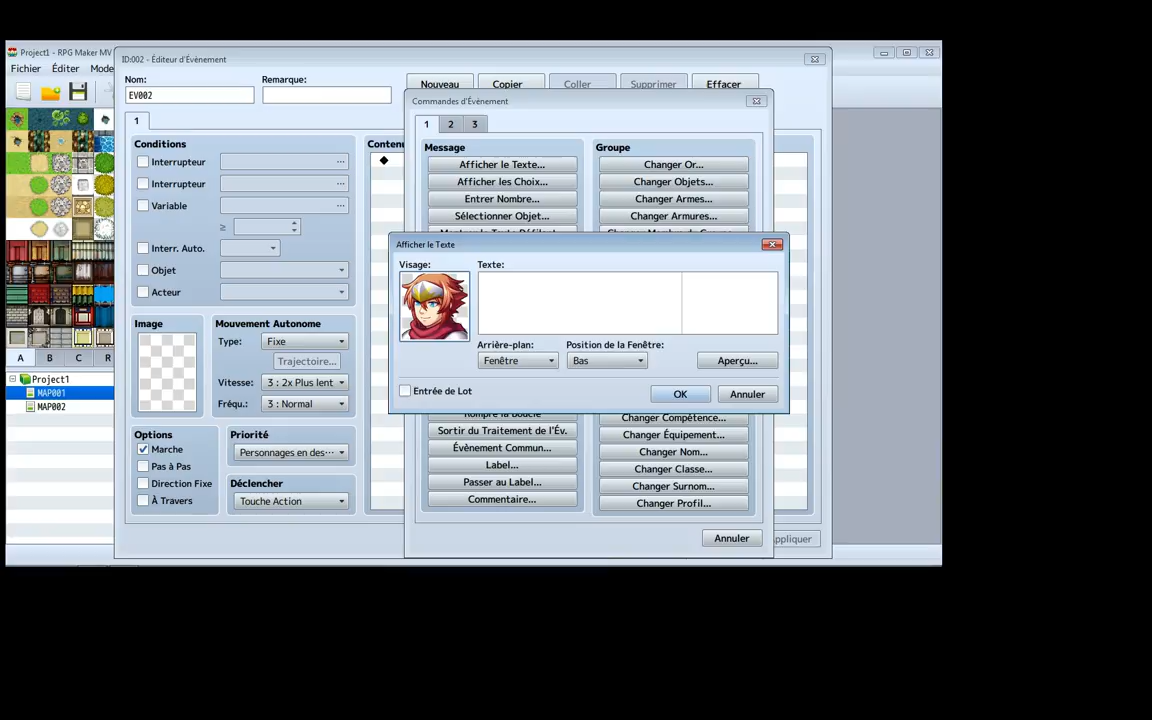 Project1 - RPG Maker MV
Fichier Éditer Mode
ID:002 - Éditeur d'Évènement
Nom:
EV002
Remarque:
Nouveau
Copier
Coller
Supprimer
Effacer
1
Conditions
Interrupteur
Interrupteur
Variable
≥
Interr. Auto.
Objet
Acteur
Image
Mouvement Autonome
Type: Fixe
Trajectoire...
Vitesse: 3 : 2x Plus lent
Fréqu.: 3 : Normal
Options
Marche
Pas à Pas
Direction Fixe
À Travers
Priorité
Personnages en des...
Déclencher
Touche Action
A B C R
Project1
MAP001
MAP002
Commandes d'Évènement
1 2 3
Message
Afficher le Texte...
Afficher les Choix...
Entrer Nombre...
Sélectionner Objet...
Groupe
Changer Or...
Changer Objets...
Changer Armes...
Changer Armures...
Afficher le Texte
Visage:
Texte:
Arrière-plan:
Fenêtre
Position de la Fenêtre:
Bas
Aperçu...
Entrée de Lot
OK
Annuler
Rompre la Boucle
Sortir du Traitement de l'Év.
Évènement Commun...
Label...
Passer au Label...
Commentaire...
Changer Compétence...
Changer Équipement...
Changer Nom...
Changer Classe...
Changer Surnom...
Changer Profil...
Annuler